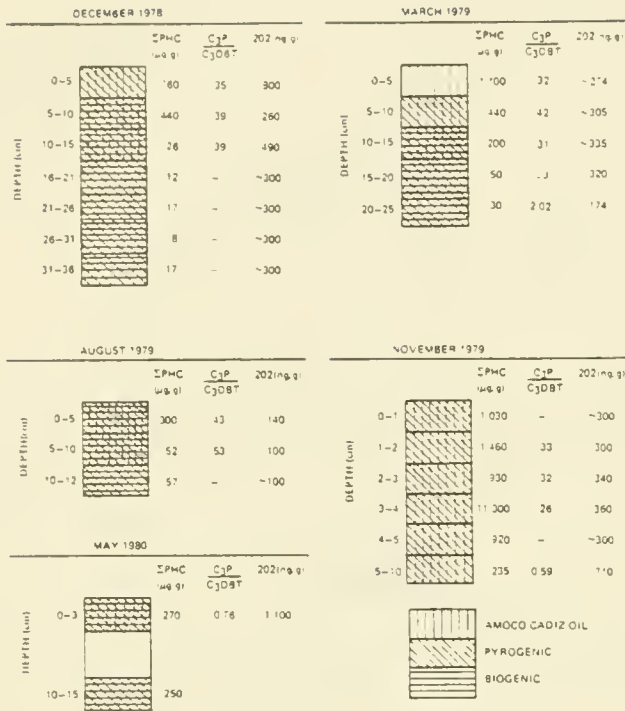 DECEMBER 1978
ΣPHC (µg g) C₃P/C₃DBT 202 (ng g)
DEPTH (cm)
0-5 160 35 300
5-10 440 39 260
10-15 26 39 490
16-21 12 – ~300
21-26 17 – ~300
26-31 8 – ~300
31-36 17 – ~300
MARCH 1979
ΣPHC (µg g) C₃P/C₃DBT 202 (ng g)
DEPTH (cm)
0-5 32
5-10 440 42 ~305
10-15 200 31 ~335
15-20 50 320
20-25 30 2.02 174
AUGUST 1979
ΣPHC (µg g) C₃P/C₃DBT 202 (ng g)
DEPTH (cm)
0-5 300 43 140
5-10 52 53 100
10-12 57 – ~100
NOVEMBER 1979
ΣPHC (µg g) C₃P/C₃DBT 202 (ng g)
DEPTH (cm)
0-1 1 030 – ~300
1-2 1 460 33 300
2-3 930 32 340
3-4 11 000 26 360
4-5 920 – ~300
5-10 235 0.59
MAY 1980
ΣPHC (µg g) C₃P/C₃DBT 202 (ng g)
DEPTH (cm)
0-3 270 1 100
10-15 250
AMOCO CADIZ OIL
PYROGENIC
BIOGENIC